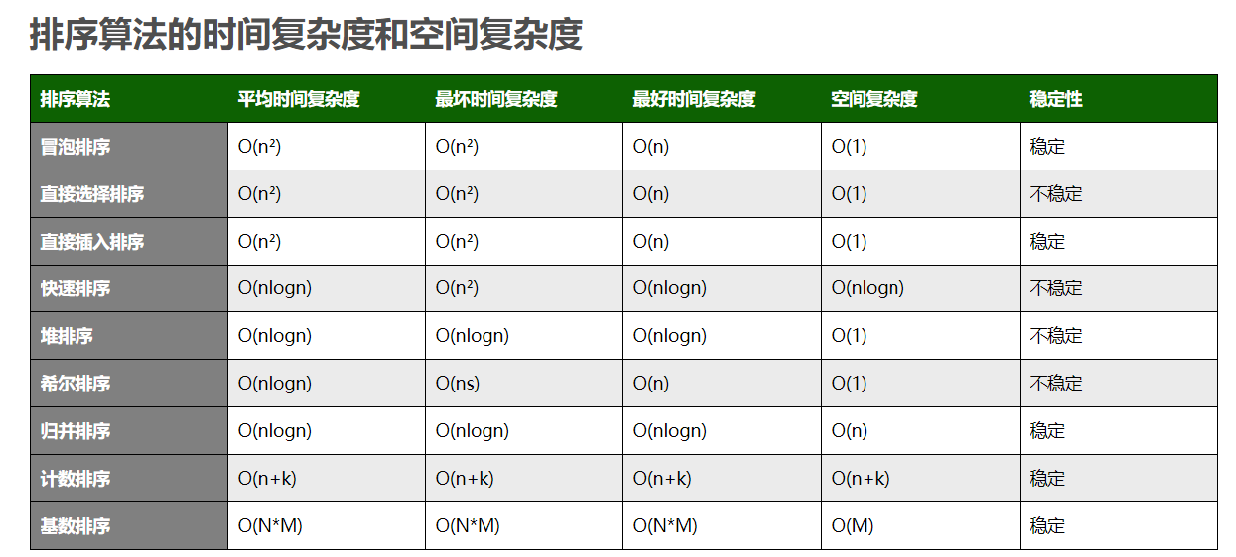 排序算法的时间复杂度和空间复杂度
排序算法 平均时间复杂度 最坏时间复杂度 最好时间复杂度 空间复杂度 稳定性
冒泡排序 O(n²) O(n²) O(n) O(1) 稳定
直接选择排序 O(n²) O(n²) O(n) O(1) 不稳定
直接插入排序 O(n²) O(n²) O(n) O(1) 稳定
快速排序 O(nlogn) O(n²) O(nlogn) O(nlogn) 不稳定
堆排序 O(nlogn) O(nlogn) O(nlogn) O(1) 不稳定
希尔排序 O(nlogn) O(ns) O(n) O(1) 不稳定
归并排序 O(nlogn) O(nlogn) O(nlogn) O(n) 稳定
计数排序 O(n+k) O(n+k) O(n+k) O(n+k) 稳定
基数排序 O(N*M) O(N*M) O(N*M) O(M) 稳定